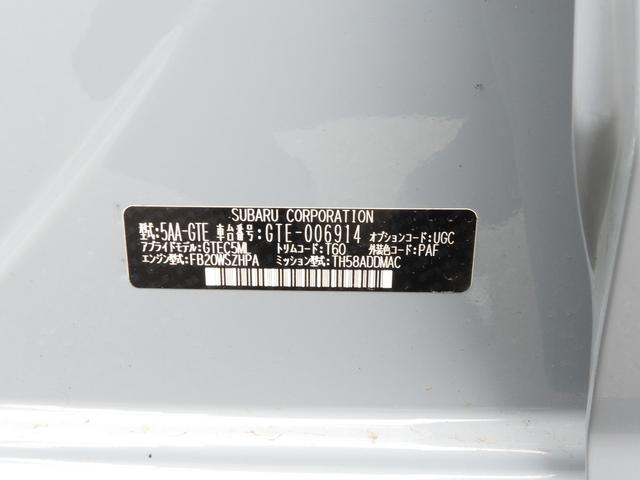 SUBARU CORPORATION
型式:5AA-GTE 車台番号:GTE-006914 オプションコード:UGC
アプライドモデル:GTEC5ML トリムコード:T60 外装色コード:PAF
エンジン型式:FB20WSZHPA ミッション型式:TH58ADDMAC